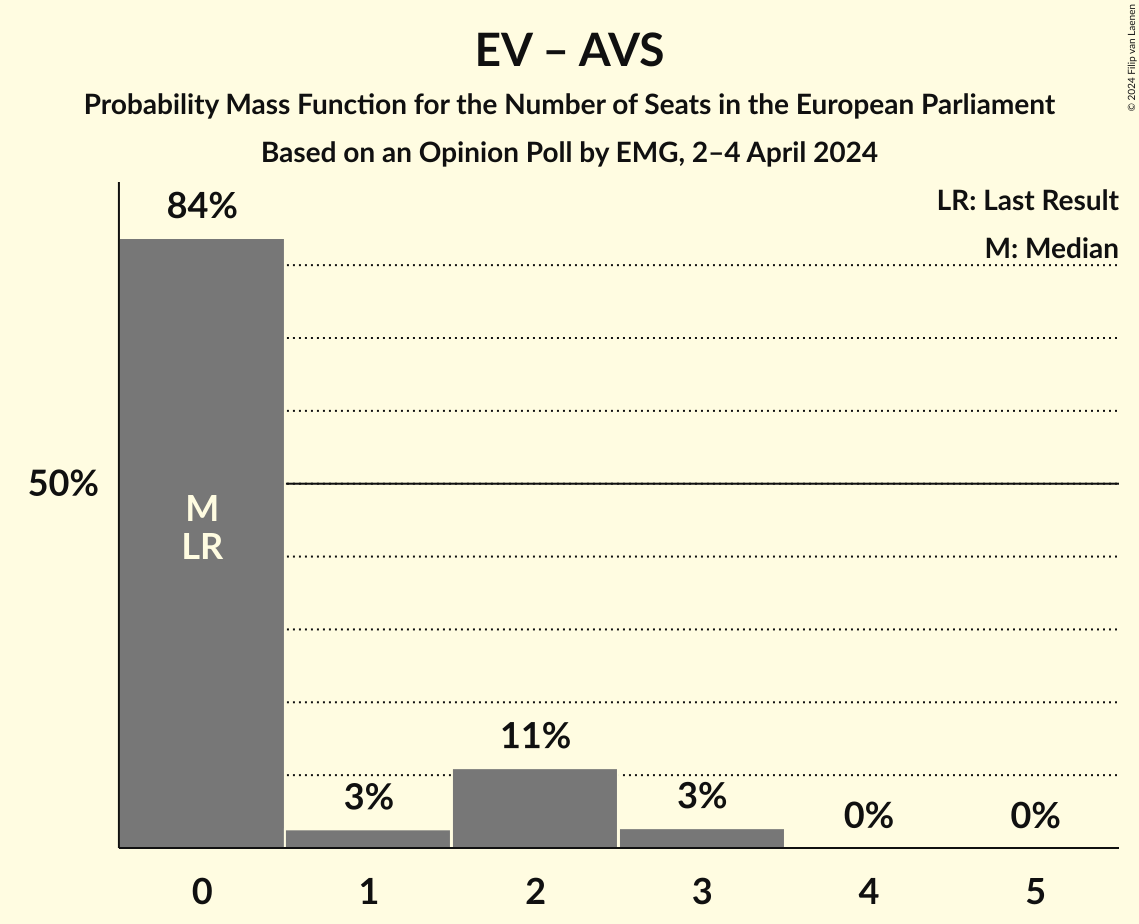 EV – AVS
Probability Mass Function for the Number of Seats in the European Parliament
Based on an Opinion Poll by EMG, 2–4 April 2024
© 2024 Filip van Laenen
LR: Last Result
M: Median
84%
50%
M
LR
3%
11%
3%
0%
0%
0 1 2 3 4 5